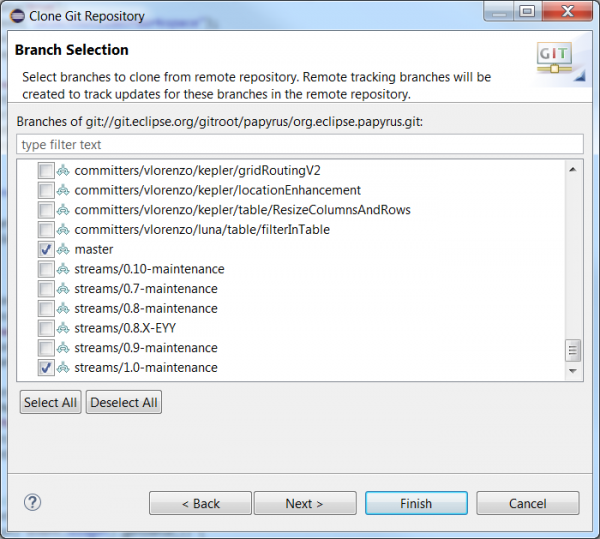 Clone Git Repository
Branch Selection
GIT
Select branches to clone from remote repository. Remote tracking branches will be
created to track updates for these branches in the remote repository.
Branches of git://git.eclipse.org/gitroot/papyrus/org.eclipse.papyrus.git:
type filter text
committers/vlorenzo/kepler/gridRoutingV2
committers/vlorenzo/kepler/locationEnhancement
committers/vlorenzo/kepler/table/ResizeColumnsAndRows
committers/vlorenzo/luna/table/filterInTable
master
streams/0.10-maintenance
streams/0.7-maintenance
streams/0.8-maintenance
streams/0.8.X-EYY
streams/0.9-maintenance
streams/1.0-maintenance
Select All Deselect All
? < Back Next > Finish Cancel